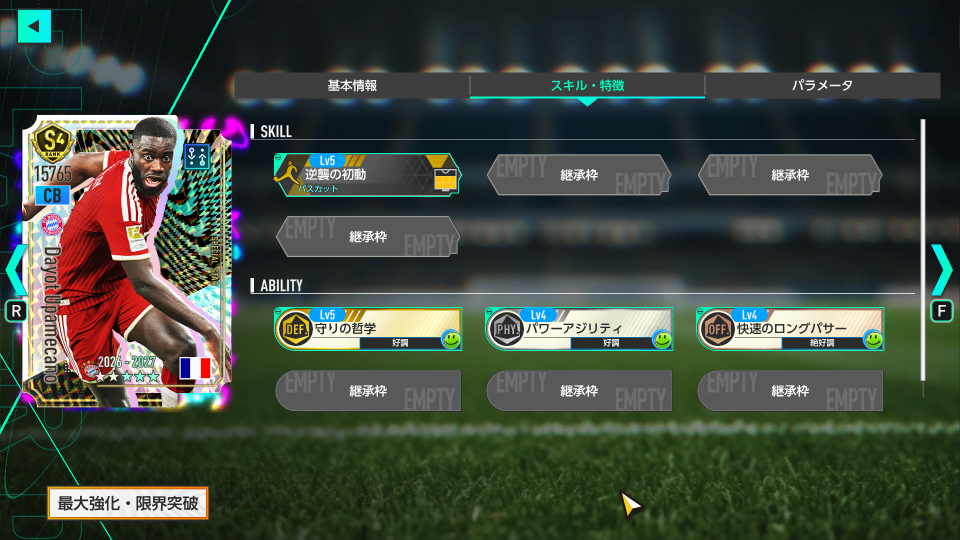 基本情報
スキル・特徴
パラメータ
S4
RANK
15/65
CB
Dayot Upamecano
SPECIAL STAR
2026 - 2027
SKILL
Lv5
逆襲の初動
パスカット
EMPTY 継承枠 EMPTY
EMPTY 継承枠 EMPTY
EMPTY 継承枠 EMPTY
ABILITY
Lv5
DEF. 守りの哲学
好調
Lv4
PHY. パワーアジリティ
好調
Lv4
OFF. 快速のロングパサー
絶好調
EMPTY 継承枠 EMPTY
EMPTY 継承枠 EMPTY
EMPTY 継承枠 EMPTY
R
F
最大強化・限界突破